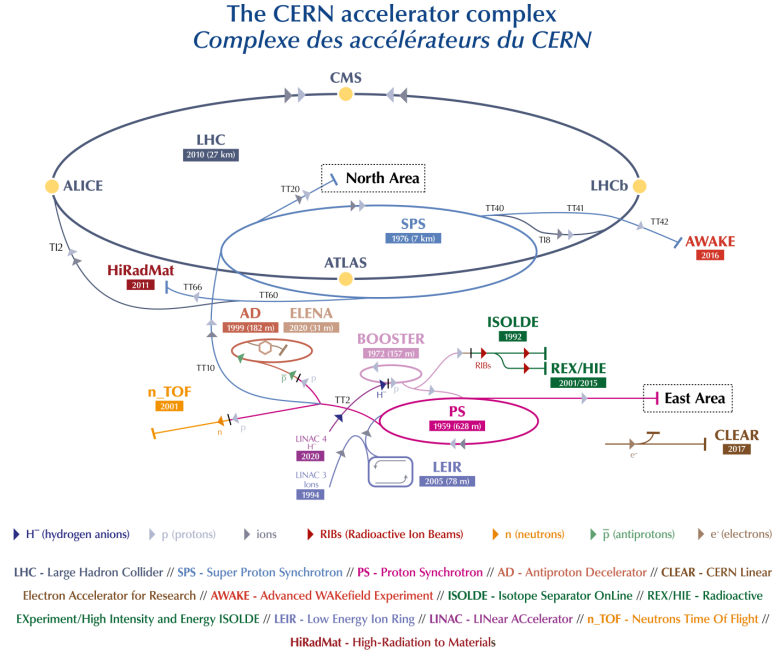 The CERN accelerator complex
Complexe des accélérateurs du CERN
CMS
LHC
2010 (27 km)
ALICE
TT20
North Area
LHCb
SPS
1976 (7 km)
TT40
TT41
TT42
TI8
AWAKE
2016
TI2
ATLAS
HiRadMat
2011
TT66
TT60
AD
1999 (182 m)
ELENA
2020 (31 m)
BOOSTER
1972 (157 m)
ISOLDE
1992
RIBs
REX/HIE
2001/2015
TT10
p̅
p
H⁻
p
n_TOF
2001
n
p
TT2
PS
1959 (628 m)
East Area
LINAC 4
H⁻
2020
LINAC 3
Ions
1994
LEIR
2005 (78 m)
e⁻
CLEAR
2017
H⁻ (hydrogen anions)
p (protons)
ions
RIBs (Radioactive Ion Beams)
n (neutrons)
p̅ (antiprotons)
e⁻ (electrons)
LHC - Large Hadron Collider // SPS - Super Proton Synchrotron // PS - Proton Synchrotron // AD - Antiproton Decelerator // CLEAR - CERN Linear
Electron Accelerator for Research // AWAKE - Advanced WAKefield Experiment // ISOLDE - Isotope Separator OnLine // REX/HIE - Radioactive
EXperiment/High Intensity and Energy ISOLDE // LEIR - Low Energy Ion Ring // LINAC - LINear ACcelerator // n_TOF - Neutrons Time Of Flight //
HiRadMat - High-Radiation to Materials